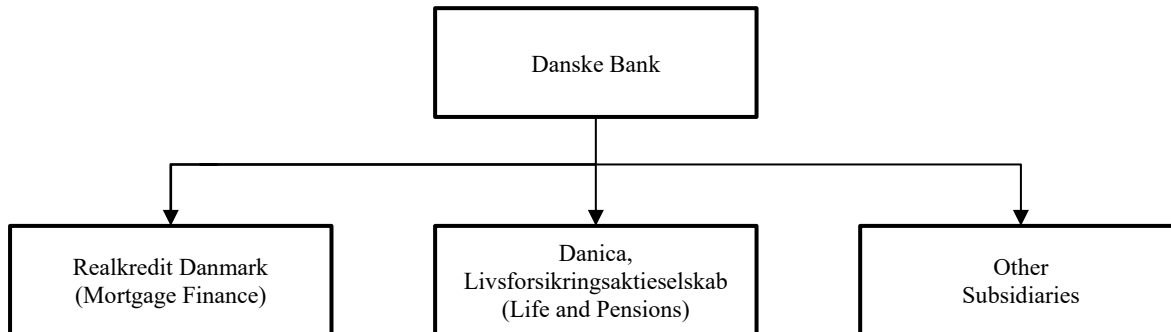 Danske Bank
Realkredit Danmark
(Mortgage Finance)
Danica,
Livsforsikringsaktieselskab
(Life and Pensions)
Other
Subsidiaries